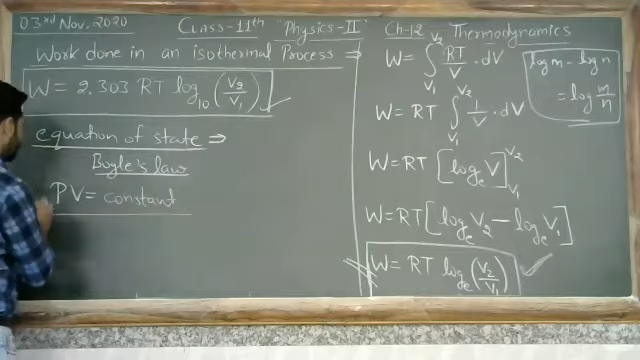 03rd Nov. 2020 Class-11th "Physics-II" Ch-12 Thermodynamics
Work done in an isothermal Process ⇒
W = 2.303 RT log₁₀ (V₂/V₁)
equation of state ⇒
Boyle's law
PV = constant
W = ∫_{V₁}^{V₂} RT/V · dV
W = RT ∫_{V₁}^{V₂} 1/V · dV
W = RT [logₑ V]_{V₁}^{V₂}
W = RT [logₑ V₂ − logₑ V₁]
W = RT logₑ (V₂/V₁)
log m − log n
= log m/n